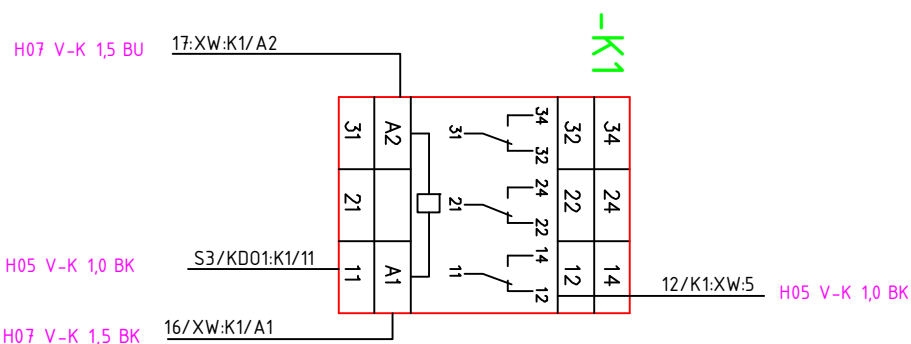 -K1
H07 V-K 1,5 BU
17:XW:K1/A2
31 A2 31 34 32 32 34
21 21 24 22 22 24
H05 V-K 1,0 BK
S3/KD01:K1/11
11 A1 11 14 12 12 14
12/K1:XW:5
H05 V-K 1,0 BK
H07 V-K 1,5 BK
16/XW:K1/A1